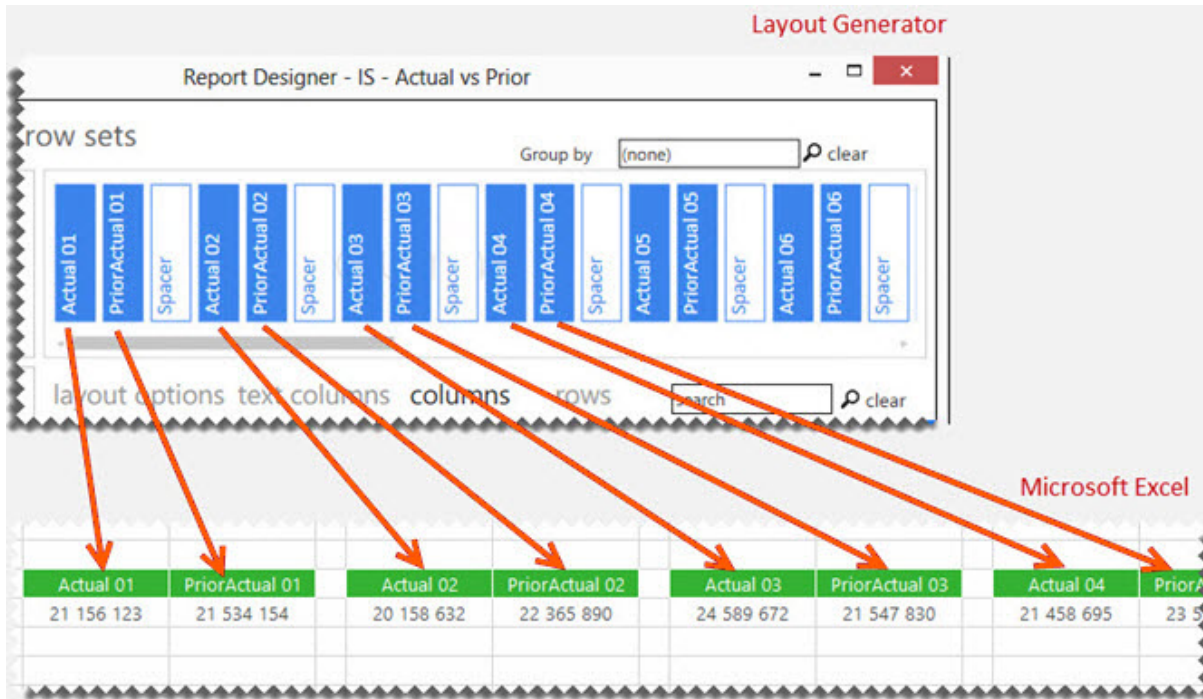 Layout Generator
Report Designer - IS - Actual vs Prior
row sets
Group by (none) clear
Actual 01
PriorActual 01
Spacer
Actual 02
PriorActual 02
Spacer
Actual 03
PriorActual 03
Spacer
Actual 04
PriorActual 04
Spacer
Actual 05
PriorActual 05
Spacer
Actual 06
PriorActual 06
Spacer
layout options text columns columns rows search clear
Microsoft Excel
Actual 01 PriorActual 01 Actual 02 PriorActual 02 Actual 03 PriorActual 03 Actual 04 PriorA
21 156 123 21 534 154 20 158 632 22 365 890 24 589 672 21 547 830 21 458 695 23 5